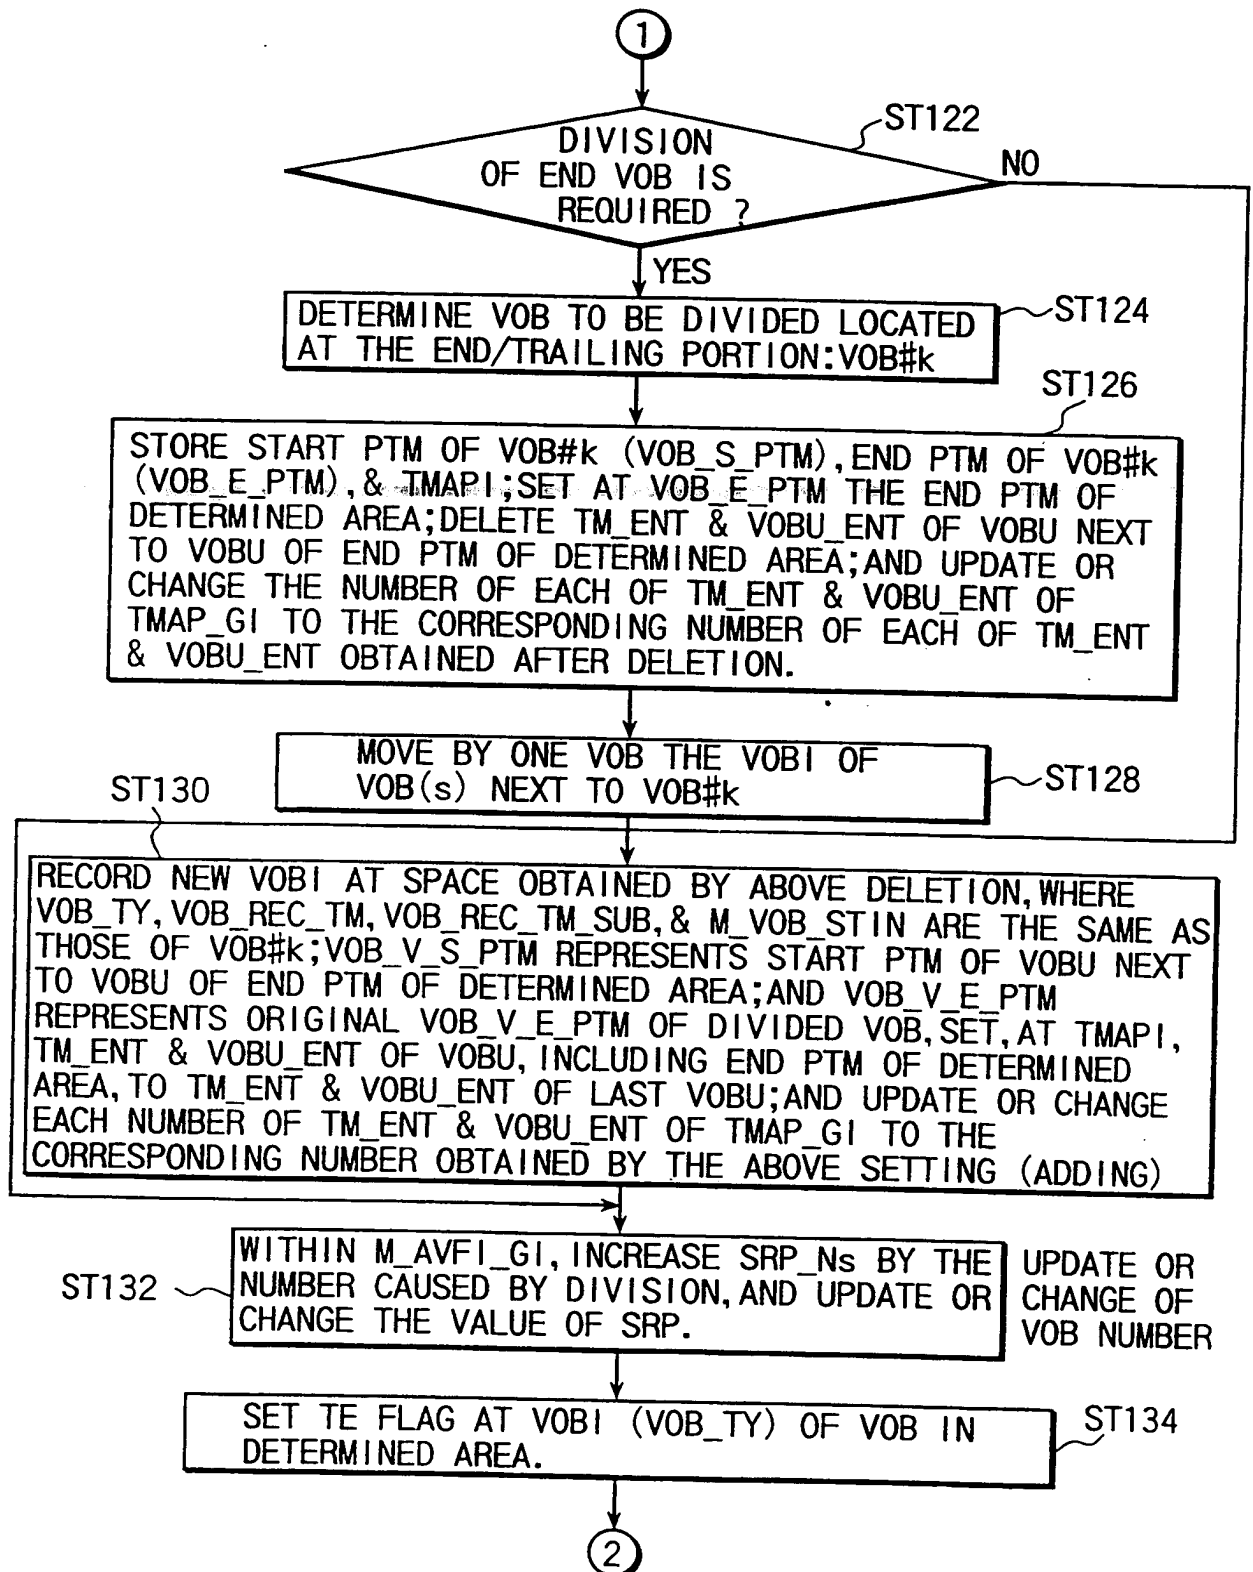 1
ST122
DIVISION
OF END VOB IS
REQUIRED ?
NO
YES
ST124
DETERMINE VOB TO BE DIVIDED LOCATED
AT THE END/TRAILING PORTION:VOB#k
ST126
STORE START PTM OF VOB#k (VOB_S_PTM),END PTM OF VOB#k
(VOB_E_PTM),& TMAPI;SET AT VOB_E_PTM THE END PTM OF
DETERMINED AREA;DELETE TM_ENT & VOBU_ENT OF VOBU NEXT
TO VOBU OF END PTM OF DETERMINED AREA;AND UPDATE OR
CHANGE THE NUMBER OF EACH OF TM_ENT & VOBU_ENT OF
TMAP_GI TO THE CORRESPONDING NUMBER OF EACH OF TM_ENT
& VOBU_ENT OBTAINED AFTER DELETION.
MOVE BY ONE VOB THE VOBI OF
VOB(s) NEXT TO VOB#k
ST128
ST130
RECORD NEW VOBI AT SPACE OBTAINED BY ABOVE DELETION,WHERE
VOB_TY,VOB_REC_TM,VOB_REC_TM_SUB,& M_VOB_STIN ARE THE SAME AS
THOSE OF VOB#k;VOB_V_S_PTM REPRESENTS START PTM OF VOBU NEXT
TO VOBU OF END PTM OF DETERMINED AREA;AND VOB_V_E_PTM
REPRESENTS ORIGINAL VOB_V_E_PTM OF DIVIDED VOB,SET,AT TMAPI,
TM_ENT & VOBU_ENT OF VOBU,INCLUDING END PTM OF DETERMINED
AREA,TO TM_ENT & VOBU_ENT OF LAST VOBU;AND UPDATE OR CHANGE
EACH NUMBER OF TM_ENT & VOBU_ENT OF TMAP_GI TO THE
CORRESPONDING NUMBER OBTAINED BY THE ABOVE SETTING (ADDING)
ST132
WITHIN M_AVFI_GI,INCREASE SRP_Ns BY THE
NUMBER CAUSED BY DIVISION,AND UPDATE OR
CHANGE THE VALUE OF SRP.
UPDATE OR
CHANGE OF
VOB NUMBER
SET TE FLAG AT VOBI (VOB_TY) OF VOB IN
DETERMINED AREA.
ST134
2